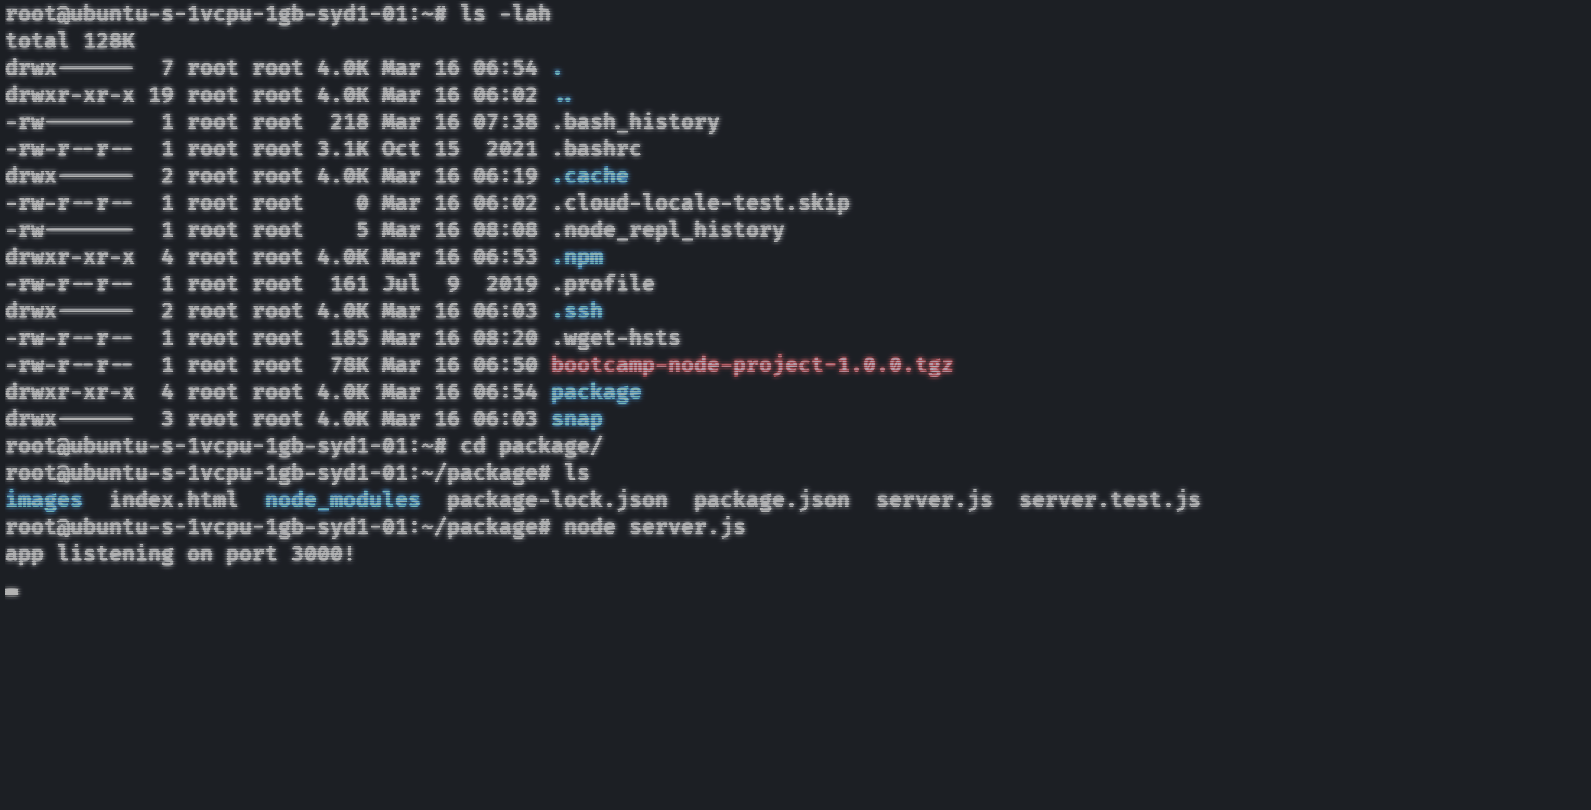 root@ubuntu-s-1vcpu-1gb-syd1-01:~# ls -lah
total 128K
drwx------  7 root root 4.0K Mar 16 06:54 .
drwxr-xr-x 19 root root 4.0K Mar 16 06:02 ..
-rw-------  1 root root  218 Mar 16 07:38 .bash_history
-rw-r--r--  1 root root 3.1K Oct 15  2021 .bashrc
drwx------  2 root root 4.0K Mar 16 06:19 .cache
-rw-r--r--  1 root root    0 Mar 16 06:02 .cloud-locale-test.skip
-rw-------  1 root root    5 Mar 16 08:08 .node_repl_history
drwxr-xr-x  4 root root 4.0K Mar 16 06:53 .npm
-rw-r--r--  1 root root  161 Jul  9  2019 .profile
drwx------  2 root root 4.0K Mar 16 06:03 .ssh
-rw-r--r--  1 root root  185 Mar 16 08:20 .wget-hsts
-rw-r--r--  1 root root  78K Mar 16 06:50 bootcamp-node-project-1.0.0.tgz
drwxr-xr-x  4 root root 4.0K Mar 16 06:54 package
drwx------  3 root root 4.0K Mar 16 06:03 snap
root@ubuntu-s-1vcpu-1gb-syd1-01:~# cd package/
root@ubuntu-s-1vcpu-1gb-syd1-01:~/package# ls
images  index.html  node_modules  package-lock.json  package.json  server.js  server.test.js
root@ubuntu-s-1vcpu-1gb-syd1-01:~/package# node server.js
app listening on port 3000!